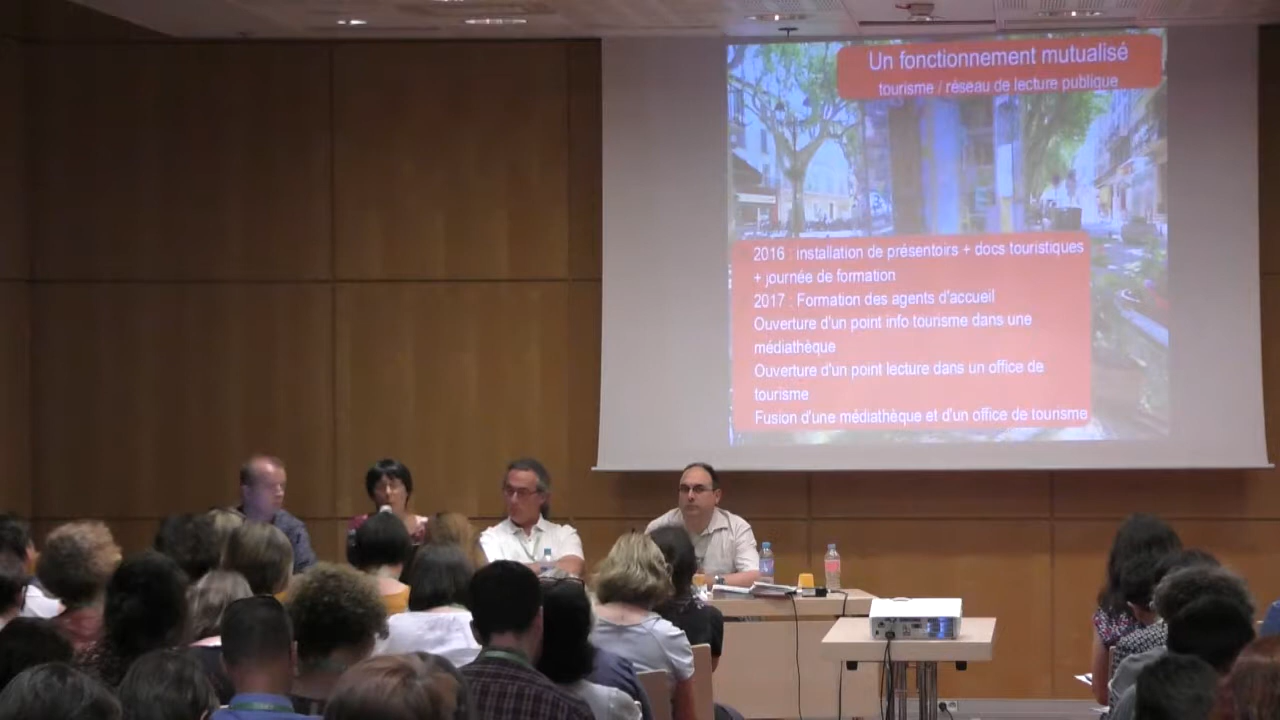 Un fonctionnement mutualisé
tourisme / réseau de lecture publique
2016 : installation de présentoirs + docs touristiques
+ journée de formation
2017 : Formation des agents d'accueil
Ouverture d'un point info tourisme dans une
médiathèque
Ouverture d'un point lecture dans un office de
tourisme
Fusion d'une médiathèque et d'un office de tourisme